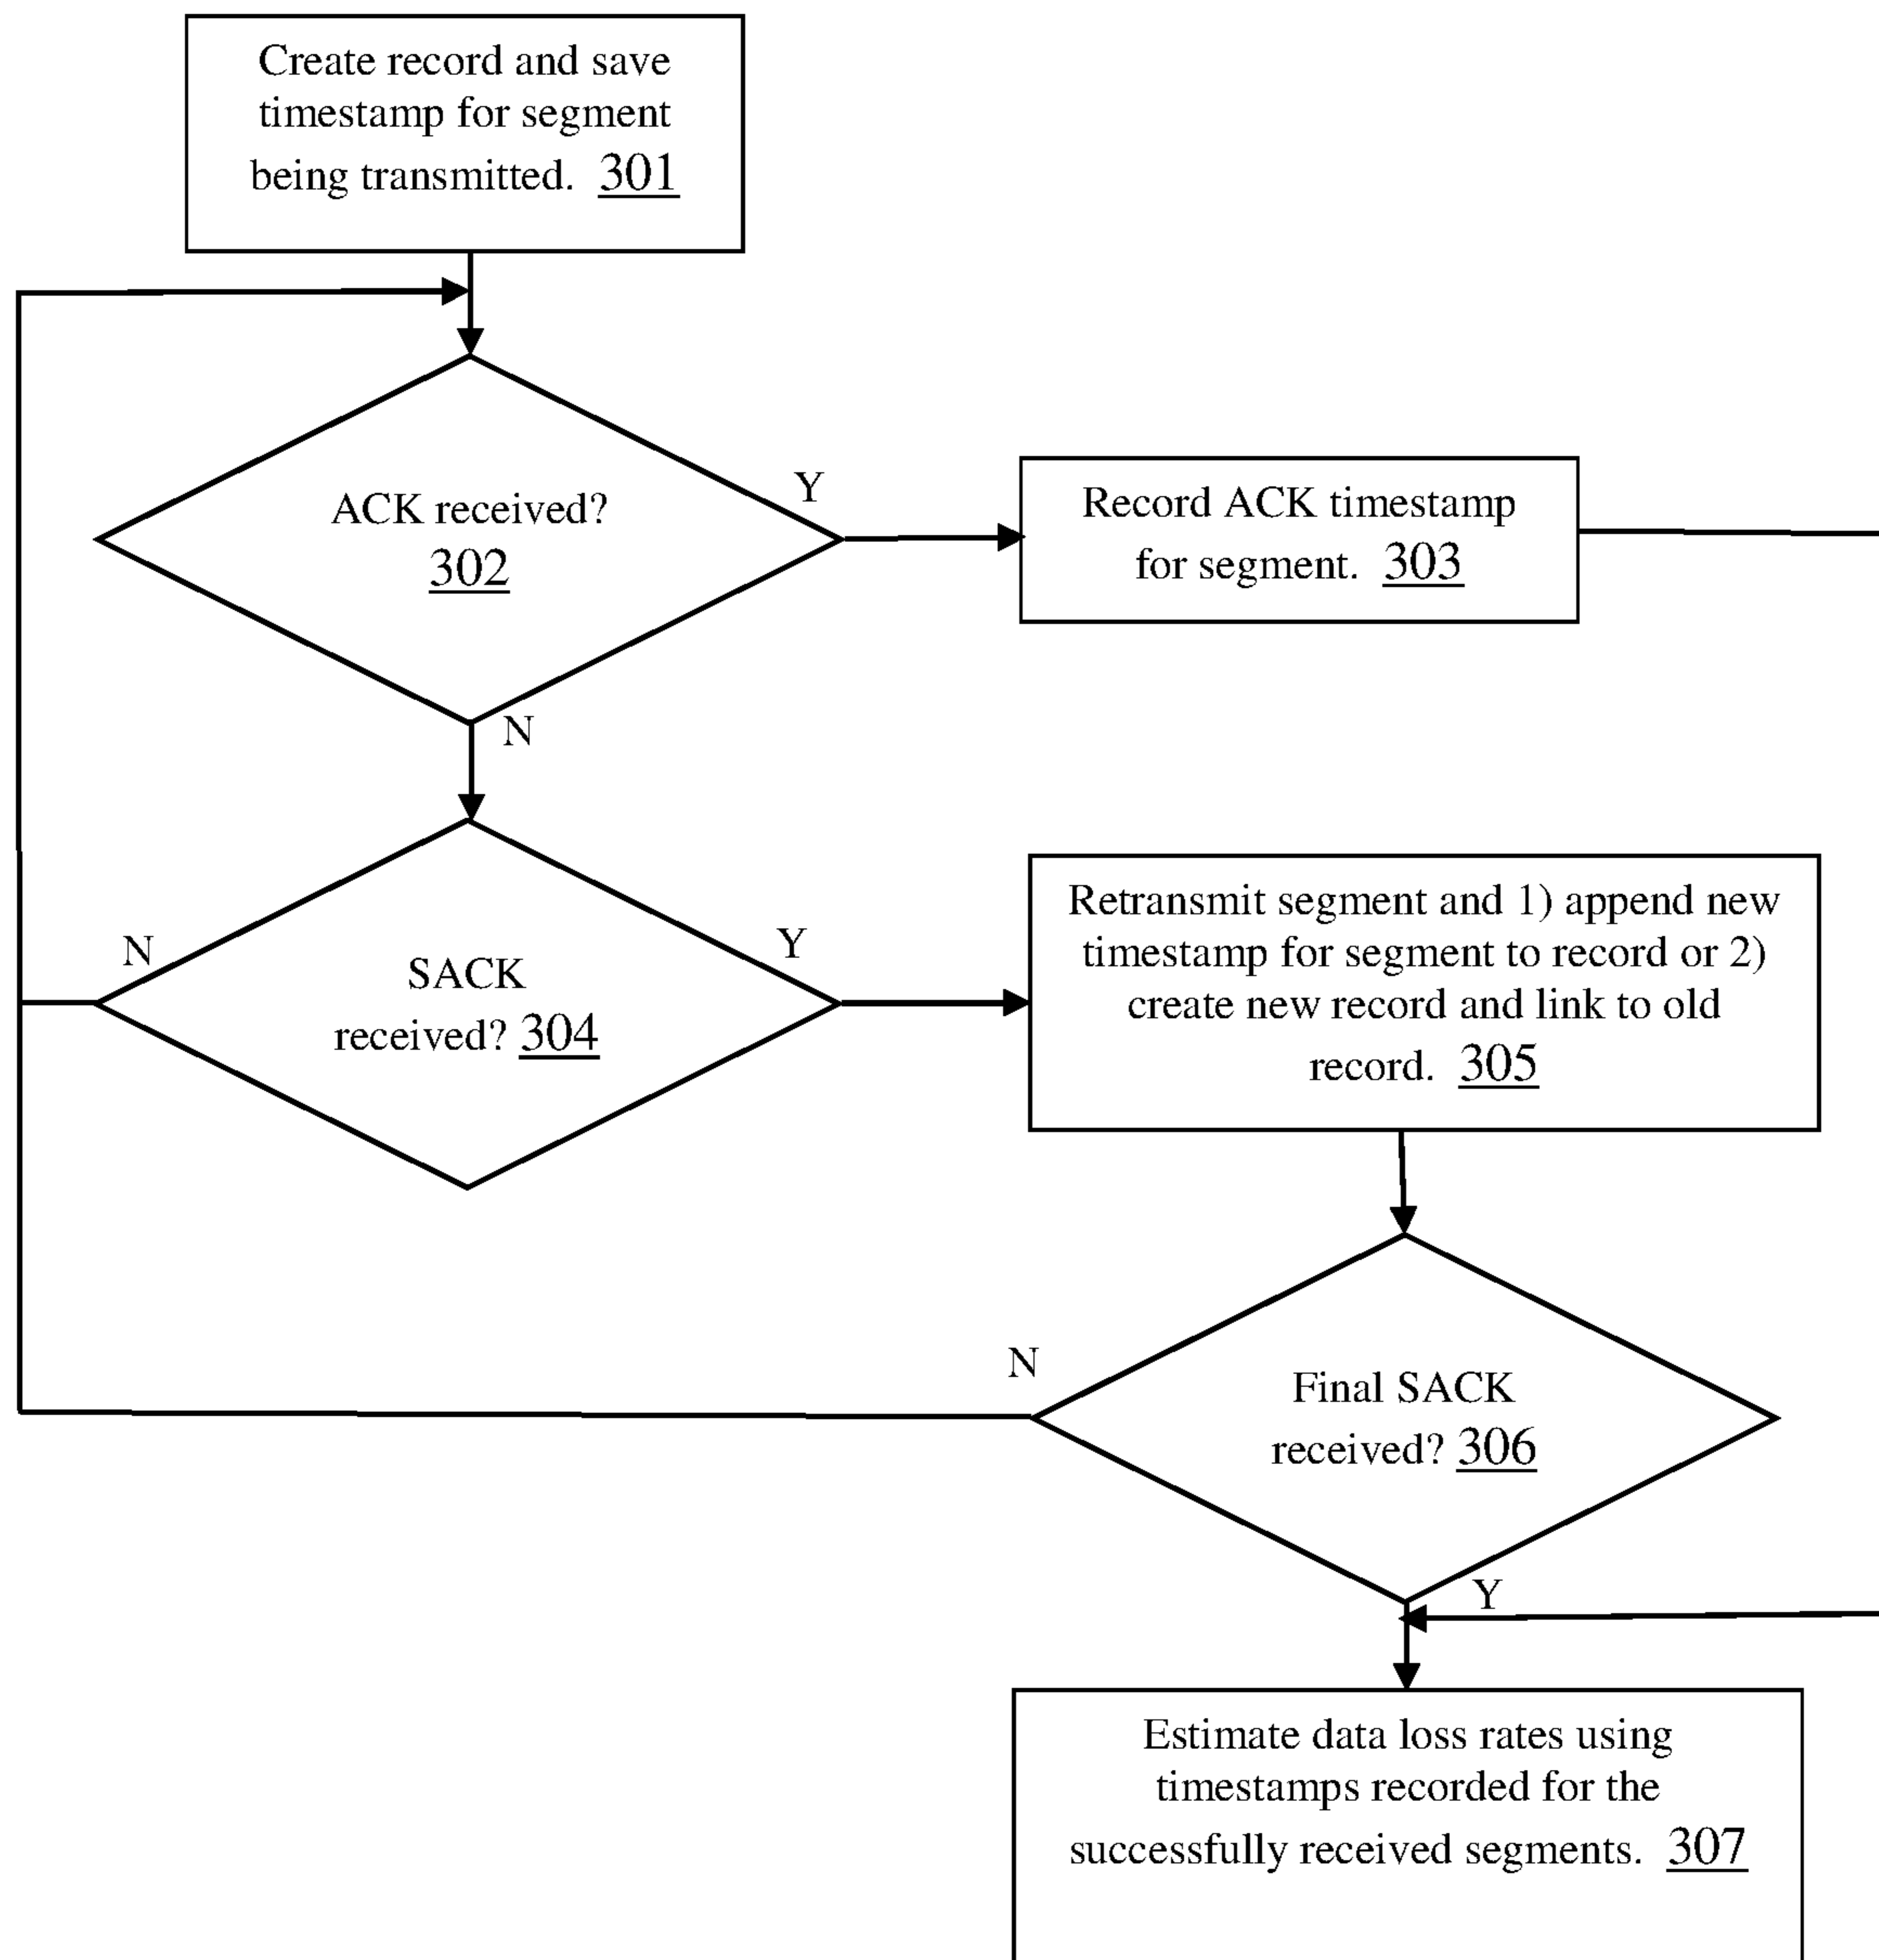 Create record and save
timestamp for segment
being transmitted. 301
ACK received?
302
Y
N
Record ACK timestamp
for segment. 303
SACK
received? 304
N
Y
Retransmit segment and 1) append new
timestamp for segment to record or 2)
create new record and link to old
record. 305
Final SACK
received? 306
N
Y
Estimate data loss rates using
timestamps recorded for the
successfully received segments. 307